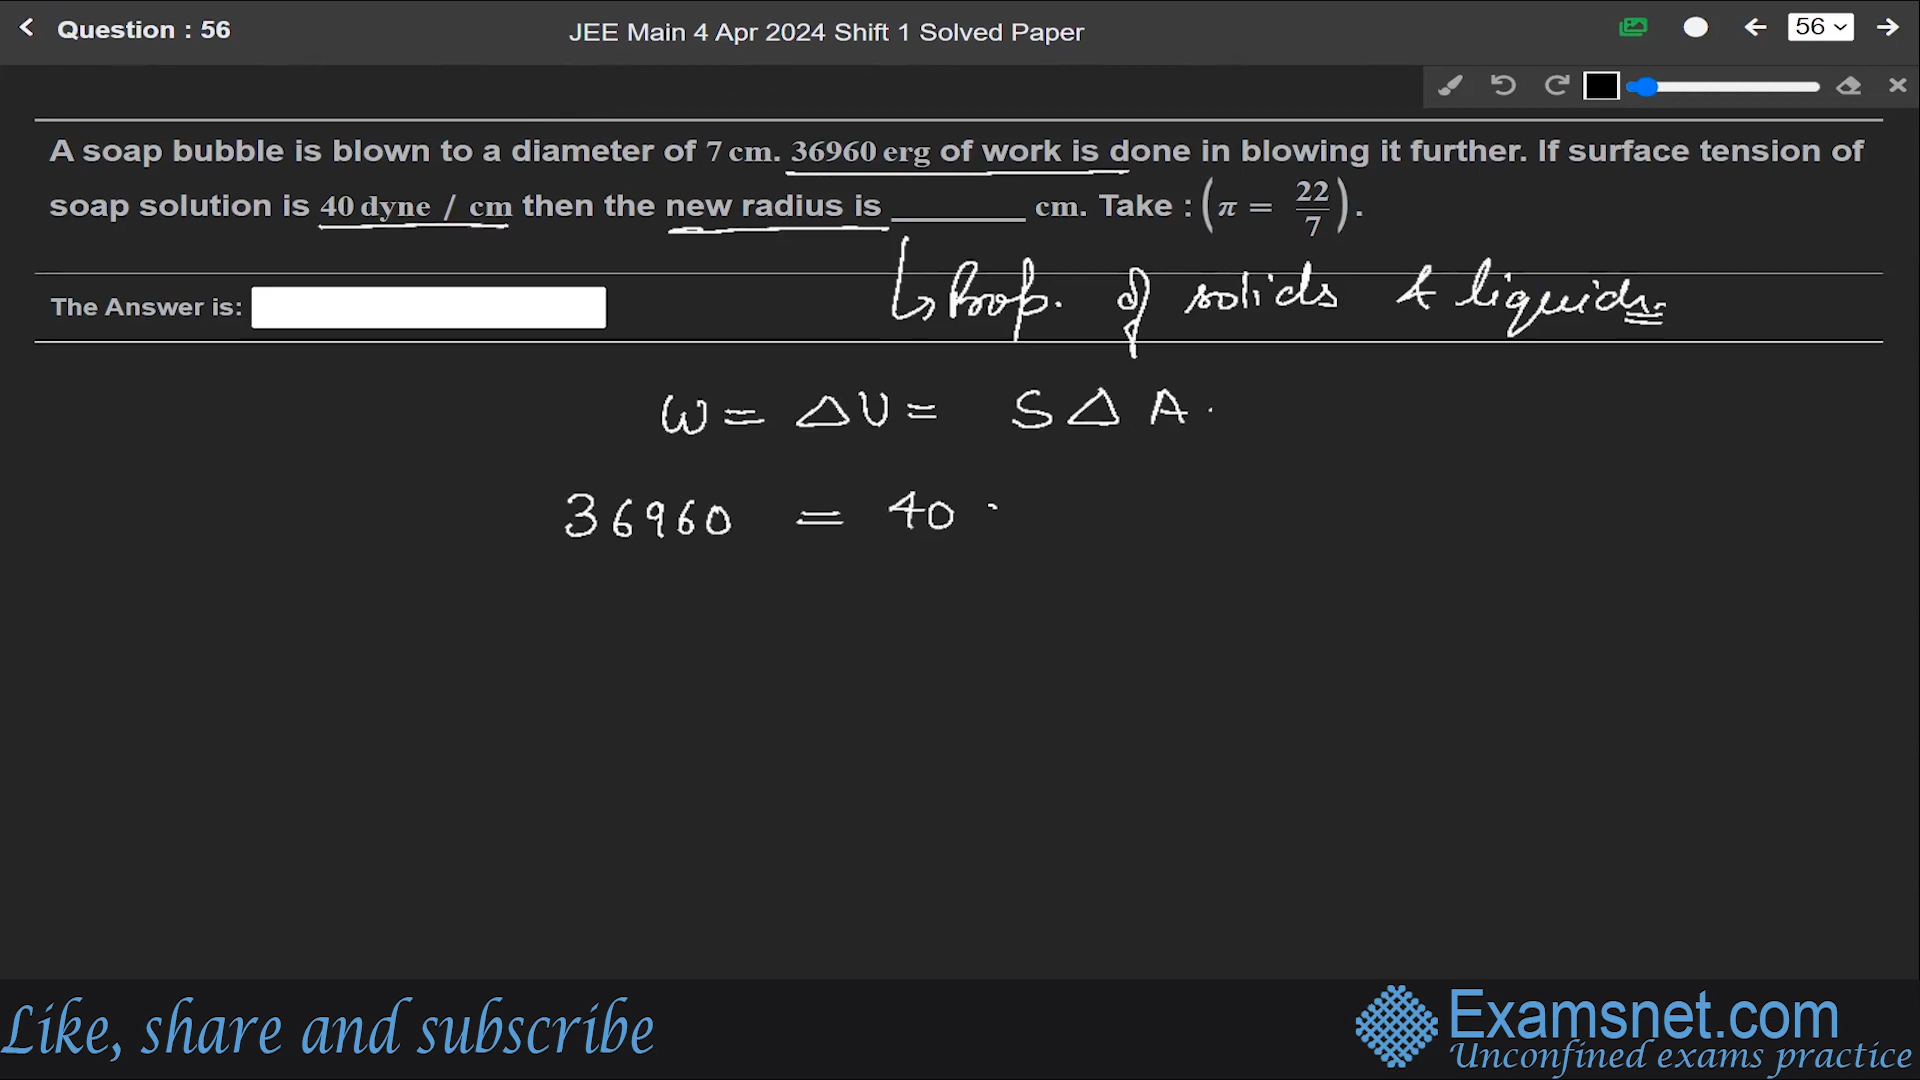 Question : 56
JEE Main 4 Apr 2024 Shift 1 Solved Paper
56
A soap bubble is blown to a diameter of 7 cm. 36960 erg of work is done in blowing it further. If surface tension of
soap solution is 40 dyne / cm then the new radius is ________ cm. Take : (π = 22/7).
↳ Prop. of solids & liquids.
The Answer is:
W = ΔU = S Δ A .
36960 = 40 ·
Like, share and subscribe
Examsnet.com
Unconfined exams practice